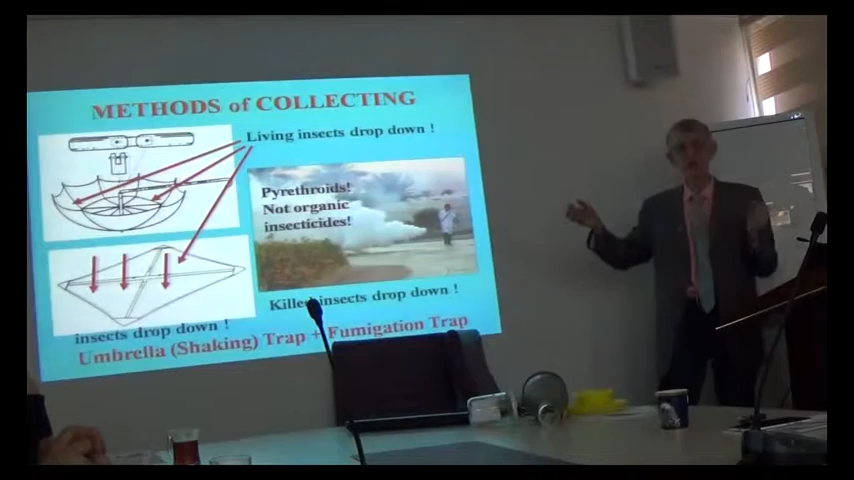 METHODS of COLLECTING
Living insects drop down !
Pyrethroids!
Not organic
insecticides!
Killed insects drop down !
insects drop down !
Umbrella (Shaking) Trap + Fumigation Trap